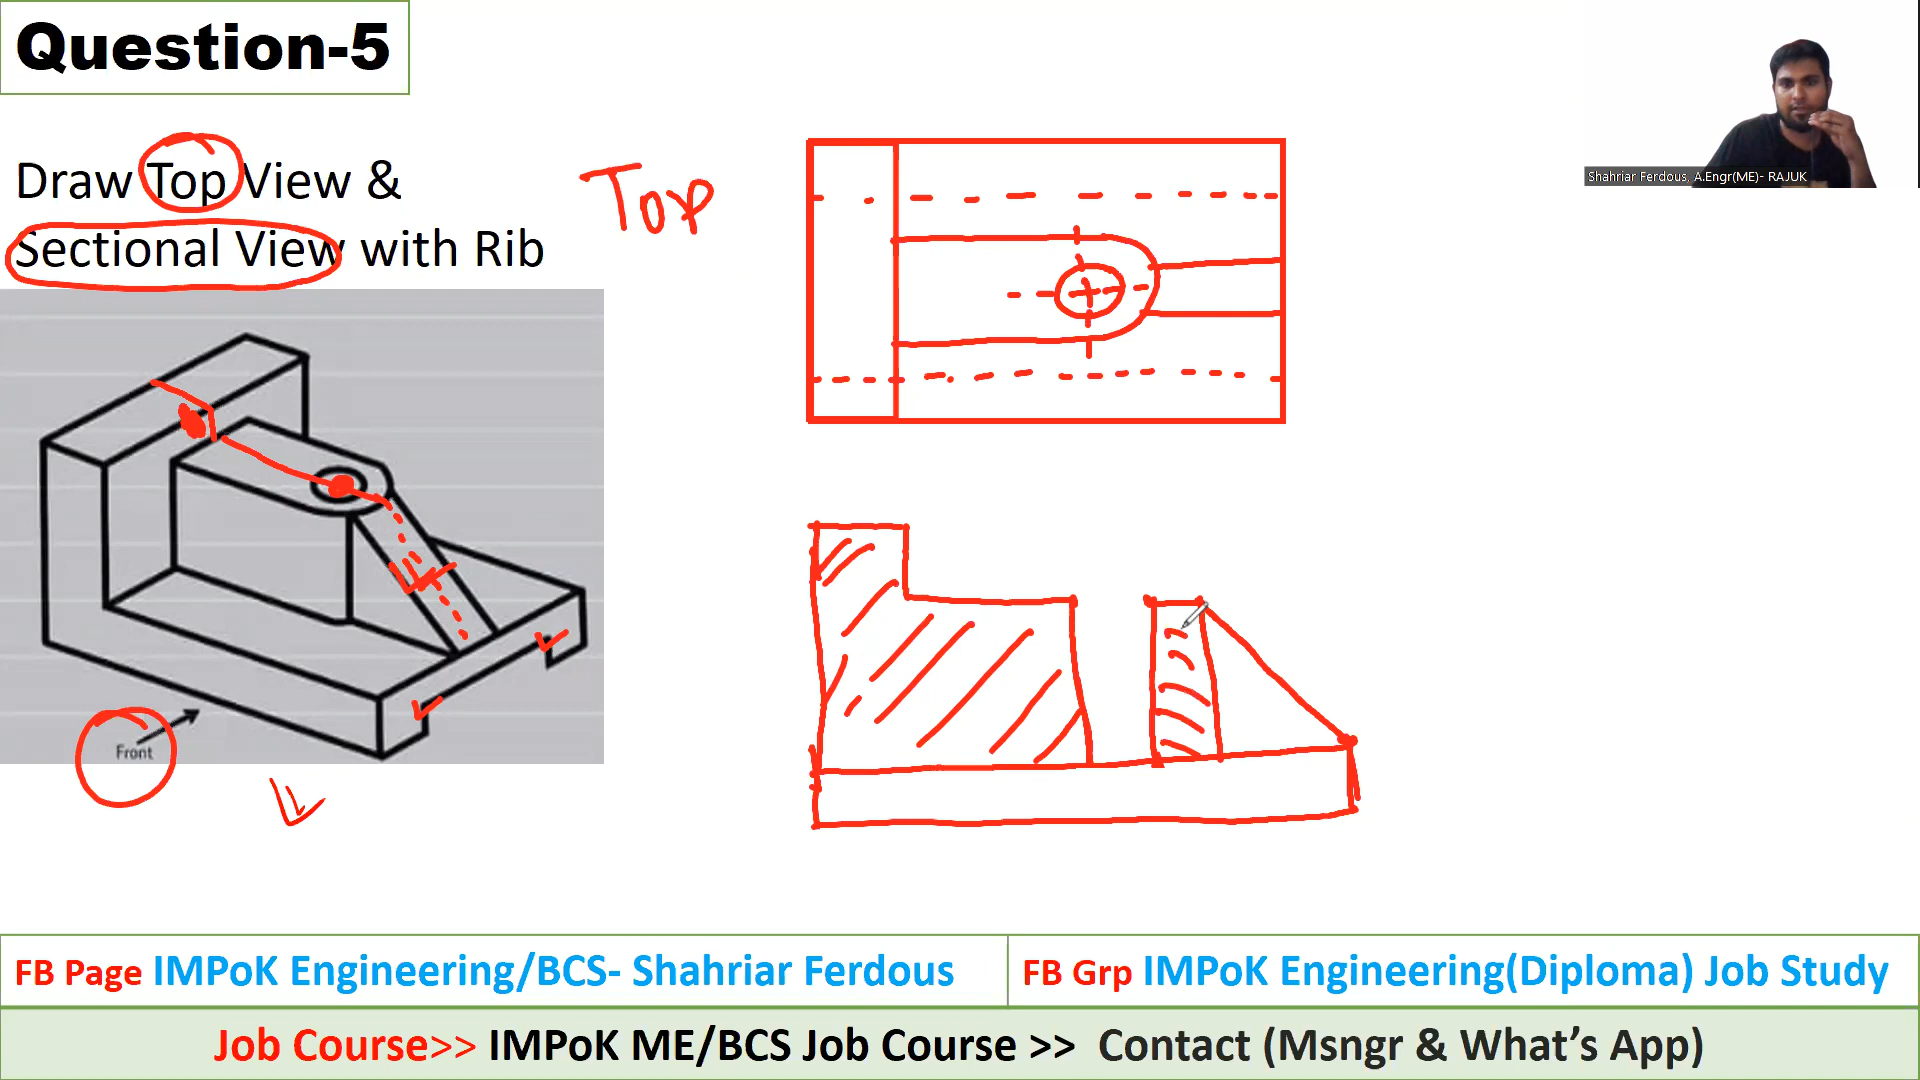 Question-5
Draw Top View &
Sectional View with Rib
Top
Front
Shahriar Ferdous, A.Engr(ME)- RAJUK
FB Page IMPoK Engineering/BCS- Shahriar Ferdous
FB Grp IMPoK Engineering(Diploma) Job Study
Job Course>> IMPoK ME/BCS Job Course >> Contact (Msngr & What's App)